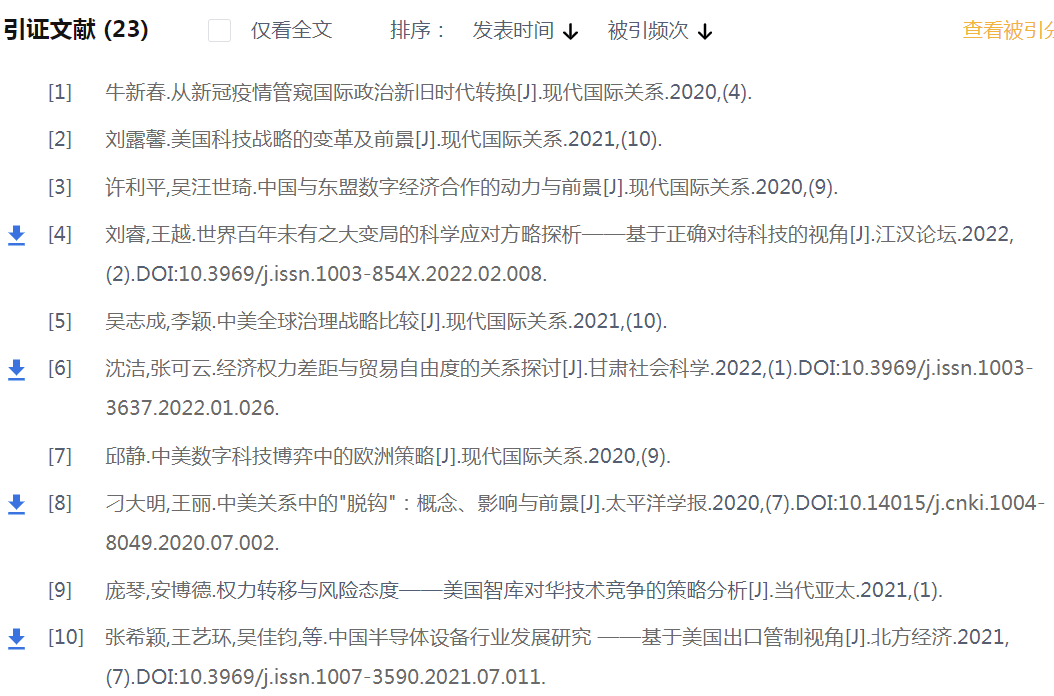 引证文献 (23) 仅看全文 排序： 发表时间 ↓ 被引频次 ↓ 查看被引分
[1] 牛新春.从新冠疫情管窥国际政治新旧时代转换[J].现代国际关系.2020,(4).
[2] 刘露馨.美国科技战略的变革及前景[J].现代国际关系.2021,(10).
[3] 许利平,吴汪世琦.中国与东盟数字经济合作的动力与前景[J].现代国际关系.2020,(9).
[4] 刘睿,王越.世界百年未有之大变局的科学应对方略探析——基于正确对待科技的视角[J].江汉论坛.2022,
(2).DOI:10.3969/j.issn.1003-854X.2022.02.008.
[5] 吴志成,李颖.中美全球治理战略比较[J].现代国际关系.2021,(10).
[6] 沈洁,张可云.经济权力差距与贸易自由度的关系探讨[J].甘肃社会科学.2022,(1).DOI:10.3969/j.issn.1003-
3637.2022.01.026.
[7] 邱静.中美数字科技博弈中的欧洲策略[J].现代国际关系.2020,(9).
[8] 刁大明,王丽.中美关系中的"脱钩"：概念、影响与前景[J].太平洋学报.2020,(7).DOI:10.14015/j.cnki.1004-
8049.2020.07.002.
[9] 庞琴,安博德.权力转移与风险态度——美国智库对华技术竞争的策略分析[J].当代亚太.2021,(1).
[10] 张希颖,王艺环,吴佳钧,等.中国半导体设备行业发展研究 ——基于美国出口管制视角[J].北方经济.2021,
(7).DOI:10.3969/j.issn.1007-3590.2021.07.011.